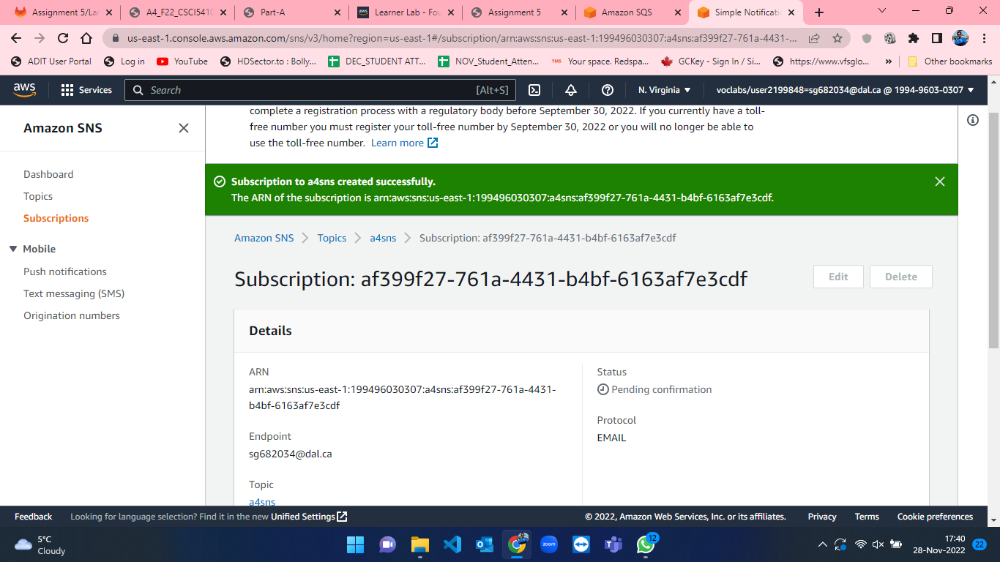 Assignment 5/Lar
A4_F22_CSCI541
Part-A
Learner Lab - Fou
Assignment 5
Amazon SQS
Simple Notificati
us-east-1.console.aws.amazon.com/sns/v3/home?region=us-east-1#/subscription/arn:aws:sns:us-east-1:199496030307:a4sns:af399f27-761a-4431-...
ADIT User Portal
Log in
YouTube
HDSector.to : Bolly...
DEC_STUDENT ATT...
NOV_Student_Atten...
TMS
Your space. Redspa...
GCKey - Sign In / Si...
https://www.vfsglo...
»
Other bookmarks
aws
Services
Search
[Alt+S]
N. Virginia
voclabs/user2199848=sg682034@dal.ca @ 1994-9603-0307
Amazon SNS
Dashboard
Topics
Subscriptions
Mobile
Push notifications
Text messaging (SMS)
Origination numbers
complete a registration process with a regulatory body before September 30, 2022. If you currently have a toll-
free number you must register your toll-free number by September 30, 2022 or you will no longer be able to
use the toll-free number. Learn more
Subscription to a4sns created successfully.
The ARN of the subscription is arn:aws:sns:us-east-1:199496030307:a4sns:af399f27-761a-4431-b4bf-6163af7e3cdf.
Amazon SNS
Topics
a4sns
Subscription: af399f27-761a-4431-b4bf-6163af7e3cdf
Subscription: af399f27-761a-4431-b4bf-6163af7e3cdf
Edit
Delete
Details
ARN
arn:aws:sns:us-east-1:199496030307:a4sns:af399f27-761a-4431-
b4bf-6163af7e3cdf
Endpoint
sg682034@dal.ca
Topic
a4sns
Status
Pending confirmation
Protocol
EMAIL
Feedback
Looking for language selection? Find it in the new Unified Settings
© 2022, Amazon Web Services, Inc. or its affiliates.
Privacy
Terms
Cookie preferences
5°C
Cloudy
zoom
12
17:40
28-Nov-2022
22